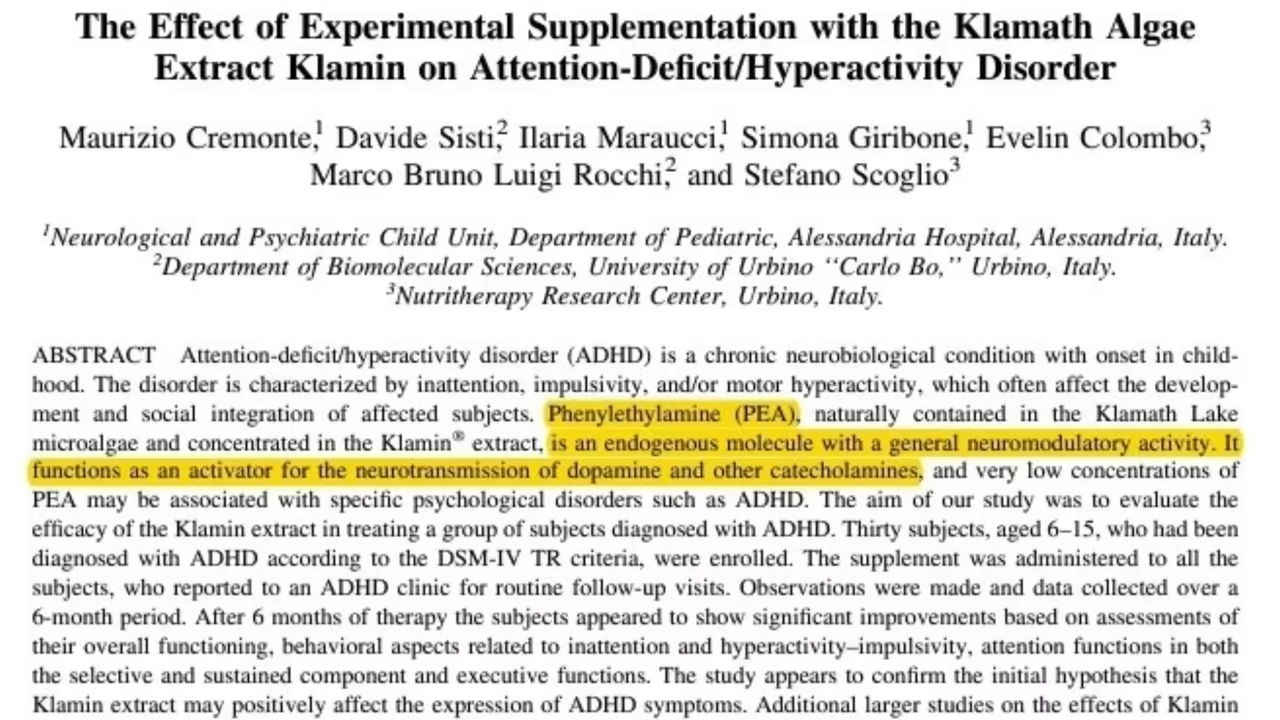 The Effect of Experimental Supplementation with the Klamath Algae
Extract Klamin on Attention-Deficit/Hyperactivity Disorder
Maurizio Cremonte,1 Davide Sisti,2 Ilaria Maraucci,1 Simona Giribone,1 Evelin Colombo,3
Marco Bruno Luigi Rocchi,2 and Stefano Scoglio3
1Neurological and Psychiatric Child Unit, Department of Pediatric, Alessandria Hospital, Alessandria, Italy.
2Department of Biomolecular Sciences, University of Urbino ‘‘Carlo Bo,’’ Urbino, Italy.
3Nutritherapy Research Center, Urbino, Italy.
ABSTRACT Attention-deficit/hyperactivity disorder (ADHD) is a chronic neurobiological condition with onset in child-
hood. The disorder is characterized by inattention, impulsivity, and/or motor hyperactivity, which often affect the develop-
ment and social integration of affected subjects. Phenylethylamine (PEA), naturally contained in the Klamath Lake
microalgae and concentrated in the Klamin® extract, is an endogenous molecule with a general neuromodulatory activity. It
functions as an activator for the neurotransmission of dopamine and other catecholamines, and very low concentrations of
PEA may be associated with specific psychological disorders such as ADHD. The aim of our study was to evaluate the
efficacy of the Klamin extract in treating a group of subjects diagnosed with ADHD. Thirty subjects, aged 6–15, who had been
diagnosed with ADHD according to the DSM-IV TR criteria, were enrolled. The supplement was administered to all the
subjects, who reported to an ADHD clinic for routine follow-up visits. Observations were made and data collected over a
6-month period. After 6 months of therapy the subjects appeared to show significant improvements based on assessments of
their overall functioning, behavioral aspects related to inattention and hyperactivity–impulsivity, attention functions in both
the selective and sustained component and executive functions. The study appears to confirm the initial hypothesis that the
Klamin extract may positively affect the expression of ADHD symptoms. Additional larger studies on the effects of Klamin